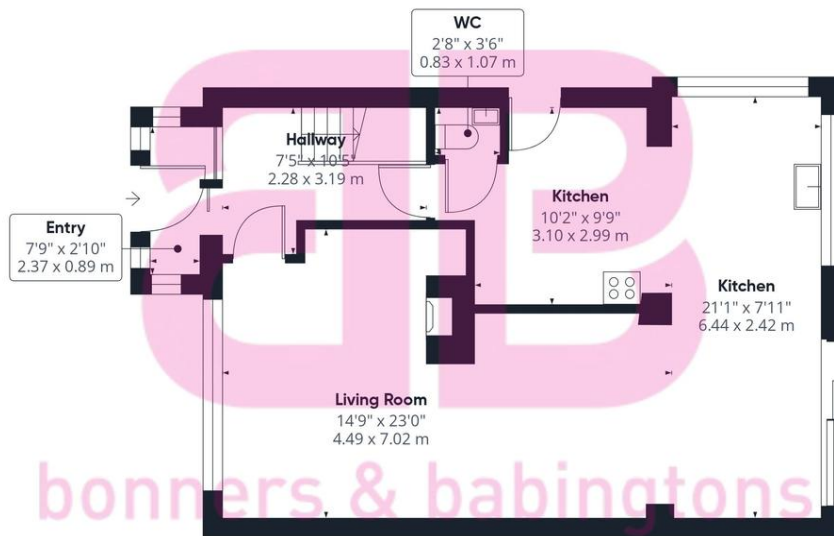 WC
2'8" x 3'6"
0.83 x 1.07 m
Hallway
7'5" x 10'5"
2.28 x 3.19 m
Entry
7'9" x 2'10"
2.37 x 0.89 m
Kitchen
10'2" x 9'9"
3.10 x 2.99 m
Kitchen
21'1" x 7'11"
6.44 x 2.42 m
Living Room
14'9" x 23'0"
4.49 x 7.02 m
bonners & babingtons